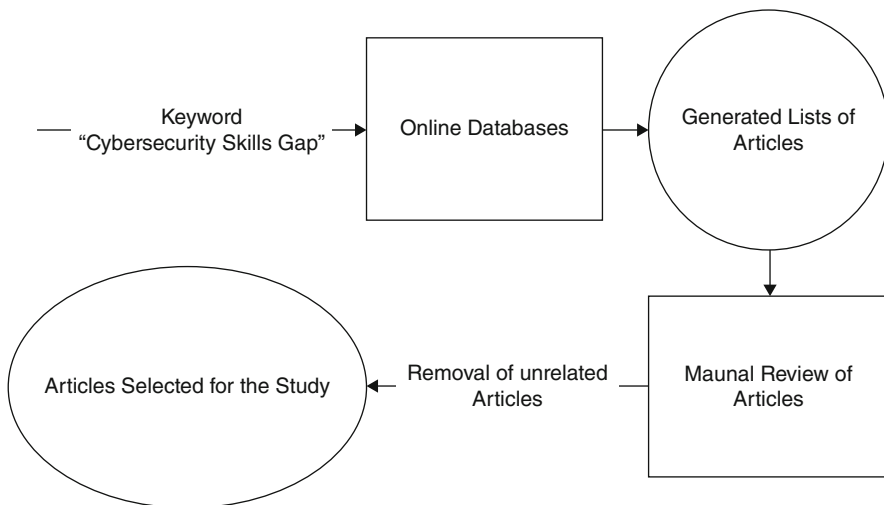 Keyword
“Cybersecurity Skills Gap”
Online Databases
Generated Lists of
Articles
Maunal Review of
Articles
Removal of unrelated
Articles
Articles Selected for the Study